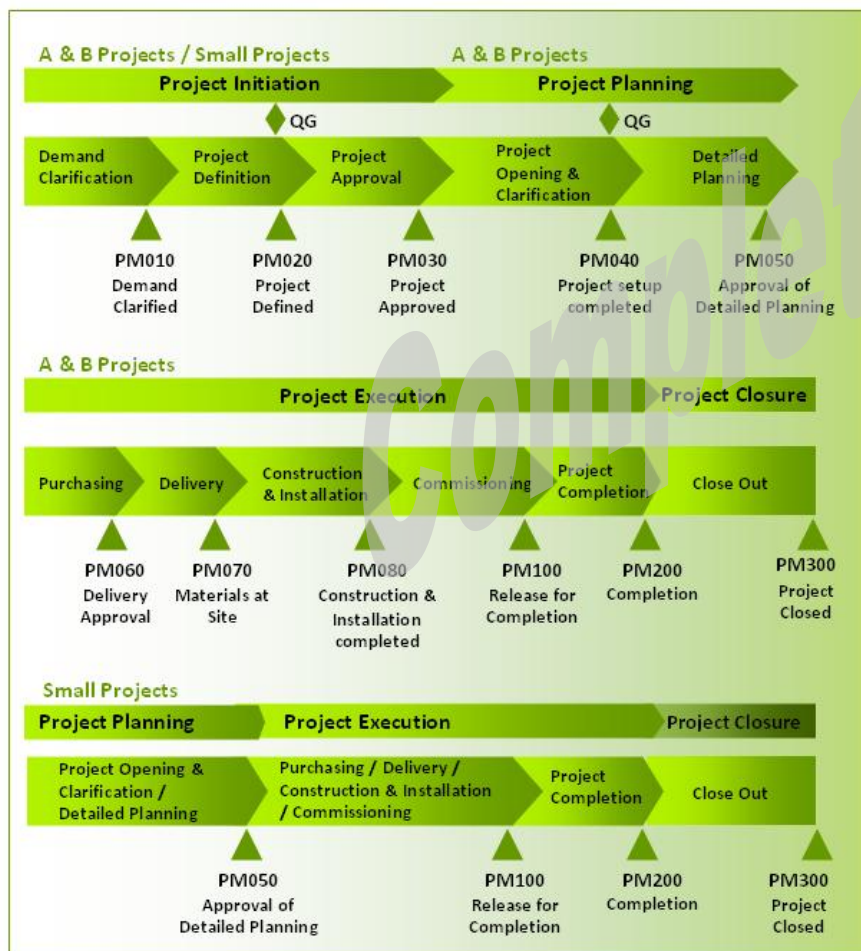 A & B Projects / Small Projects
A & B Projects
Project Initiation
Project Planning
QG
QG
Demand
Clarification
Project
Definition
Project
Approval
Project
Opening &
Clarification
Detailed
Planning
PM010
Demand
Clarified
PM020
Project
Defined
PM030
Project
Approved
PM040
Project setup
completed
PM050
Approval of
Detailed Planning
A & B Projects
Project Execution
Project Closure
Purchasing
Delivery
Construction
& Installation
Commissioning
Project
Completion
Close Out
PM060
Delivery
Approval
PM070
Materials at
Site
PM080
Construction &
Installation
completed
PM100
Release for
Completion
PM200
Completion
PM300
Project
Closed
Small Projects
Project Planning
Project Execution
Project Closure
Project Opening &
Clarification /
Detailed Planning
Purchasing / Delivery /
Construction & Installation
/ Commissioning
Project
Completion
Close Out
PM050
Approval of
Detailed Planning
PM100
Release for
Completion
PM200
Completion
PM300
Project
Closed
Complet